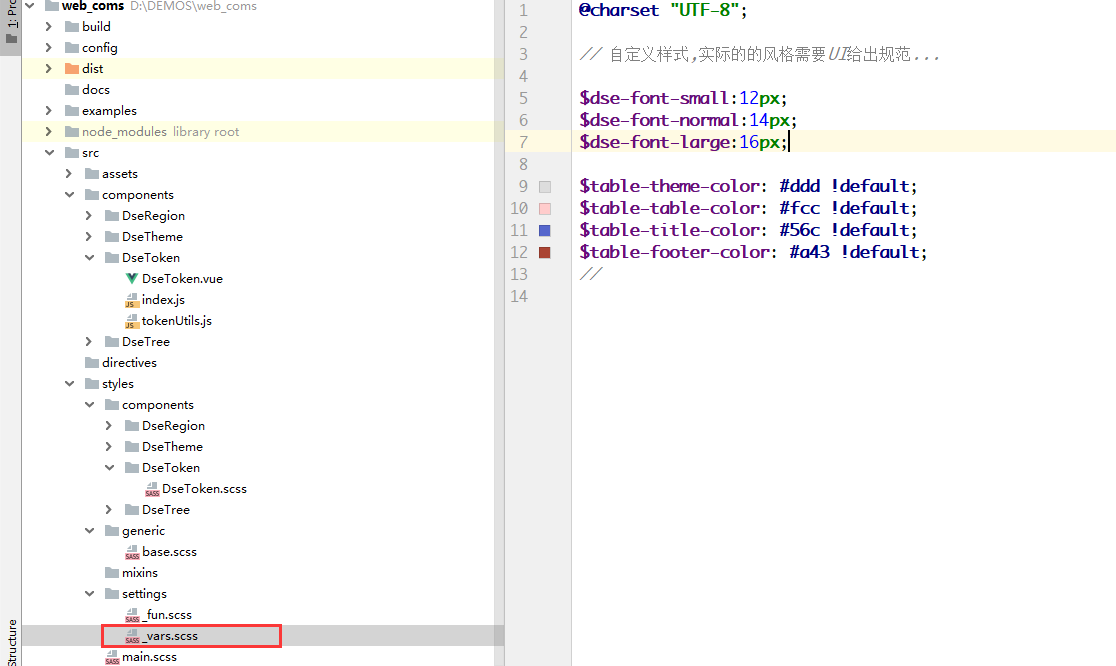 1: Pro
web_coms D:\DEMOS\web_coms
build
config
dist
docs
examples
node_modules library root
src
assets
components
DseRegion
DseTheme
DseToken
DseToken.vue
JS index.js
JS tokenUtils.js
DseTree
directives
styles
components
DseRegion
DseTheme
DseToken
SASS DseToken.scss
DseTree
generic
SASS base.scss
mixins
settings
SASS _fun.scss
SASS _vars.scss
SASS main.scss
Structure
1 @charset "UTF-8";
2
3 // 自定义样式,实际的的风格需要UI给出规范...
4
5 $dse-font-small:12px;
6 $dse-font-normal:14px;
7 $dse-font-large:16px;
8
9 $table-theme-color: #ddd !default;
10 $table-table-color: #fcc !default;
11 $table-title-color: #56c !default;
12 $table-footer-color: #a43 !default;
13 //
14